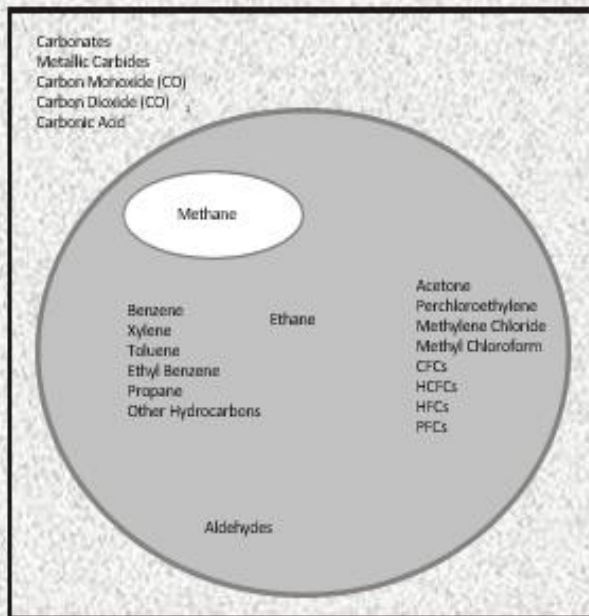 Carbonates
Metallic Carbides
Carbon Monoxide (CO)
Carbon Dioxide (CO)
2
Carbonic Acid
Methane
Benzene
Xylene
Toluene
Ethyl Benzene
Propane
Other Hydrocarbons
Ethane
Acetone
Perchloroethylene
Methylene Chloride
Methyl Chloroform
CFCs
HCFCs
HFCs
PFCs
Aldehydes